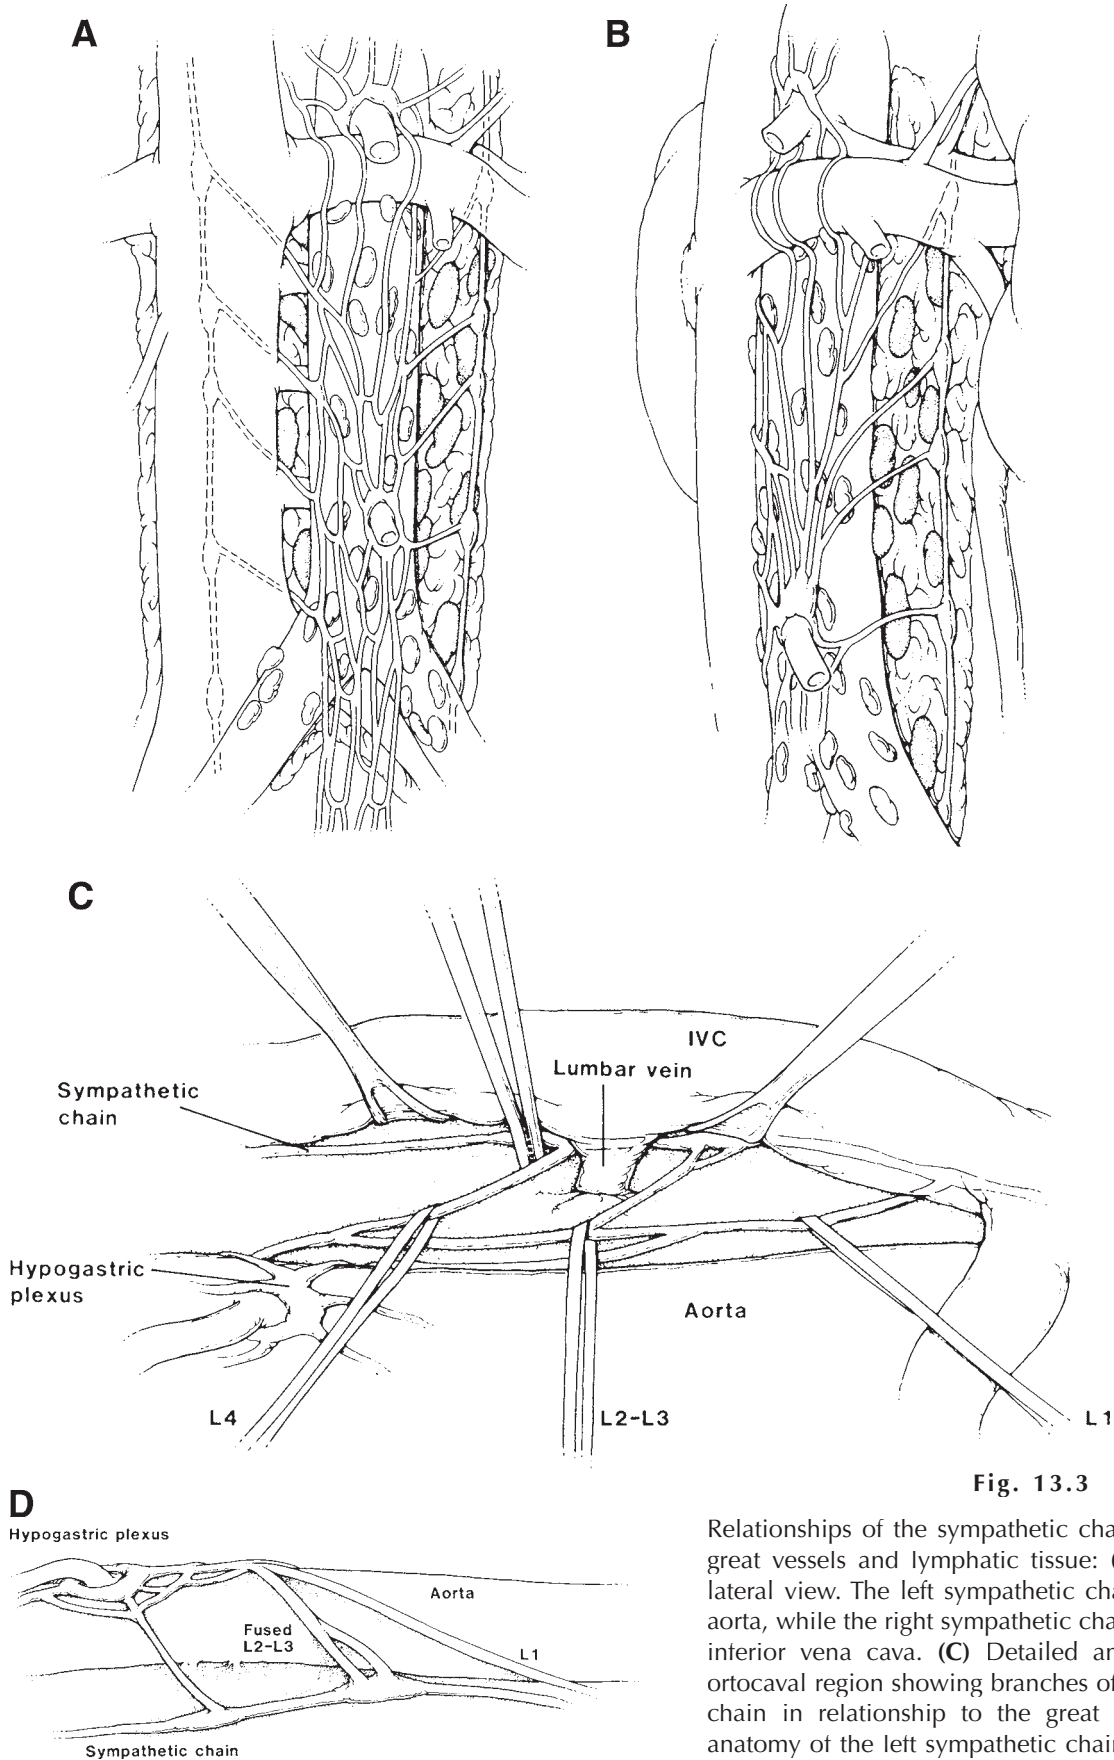 A
B
C
IVC
Lumbar vein
Sympathetic
chain
Hypogastric
plexus
Aorta
L4
L2-L3
L1
Fig. 13.3
D
Hypogastric plexus
Aorta
Fused
L2-L3
L1
Sympathetic chain
Relationships of the sympathetic cha
great vessels and lymphatic tissue: (
lateral view. The left sympathetic cha
aorta, while the right sympathetic cha
interior vena cava. (C) Detailed an
ortocaval region showing branches of
chain in relationship to the great
anatomy of the left sympathetic chain